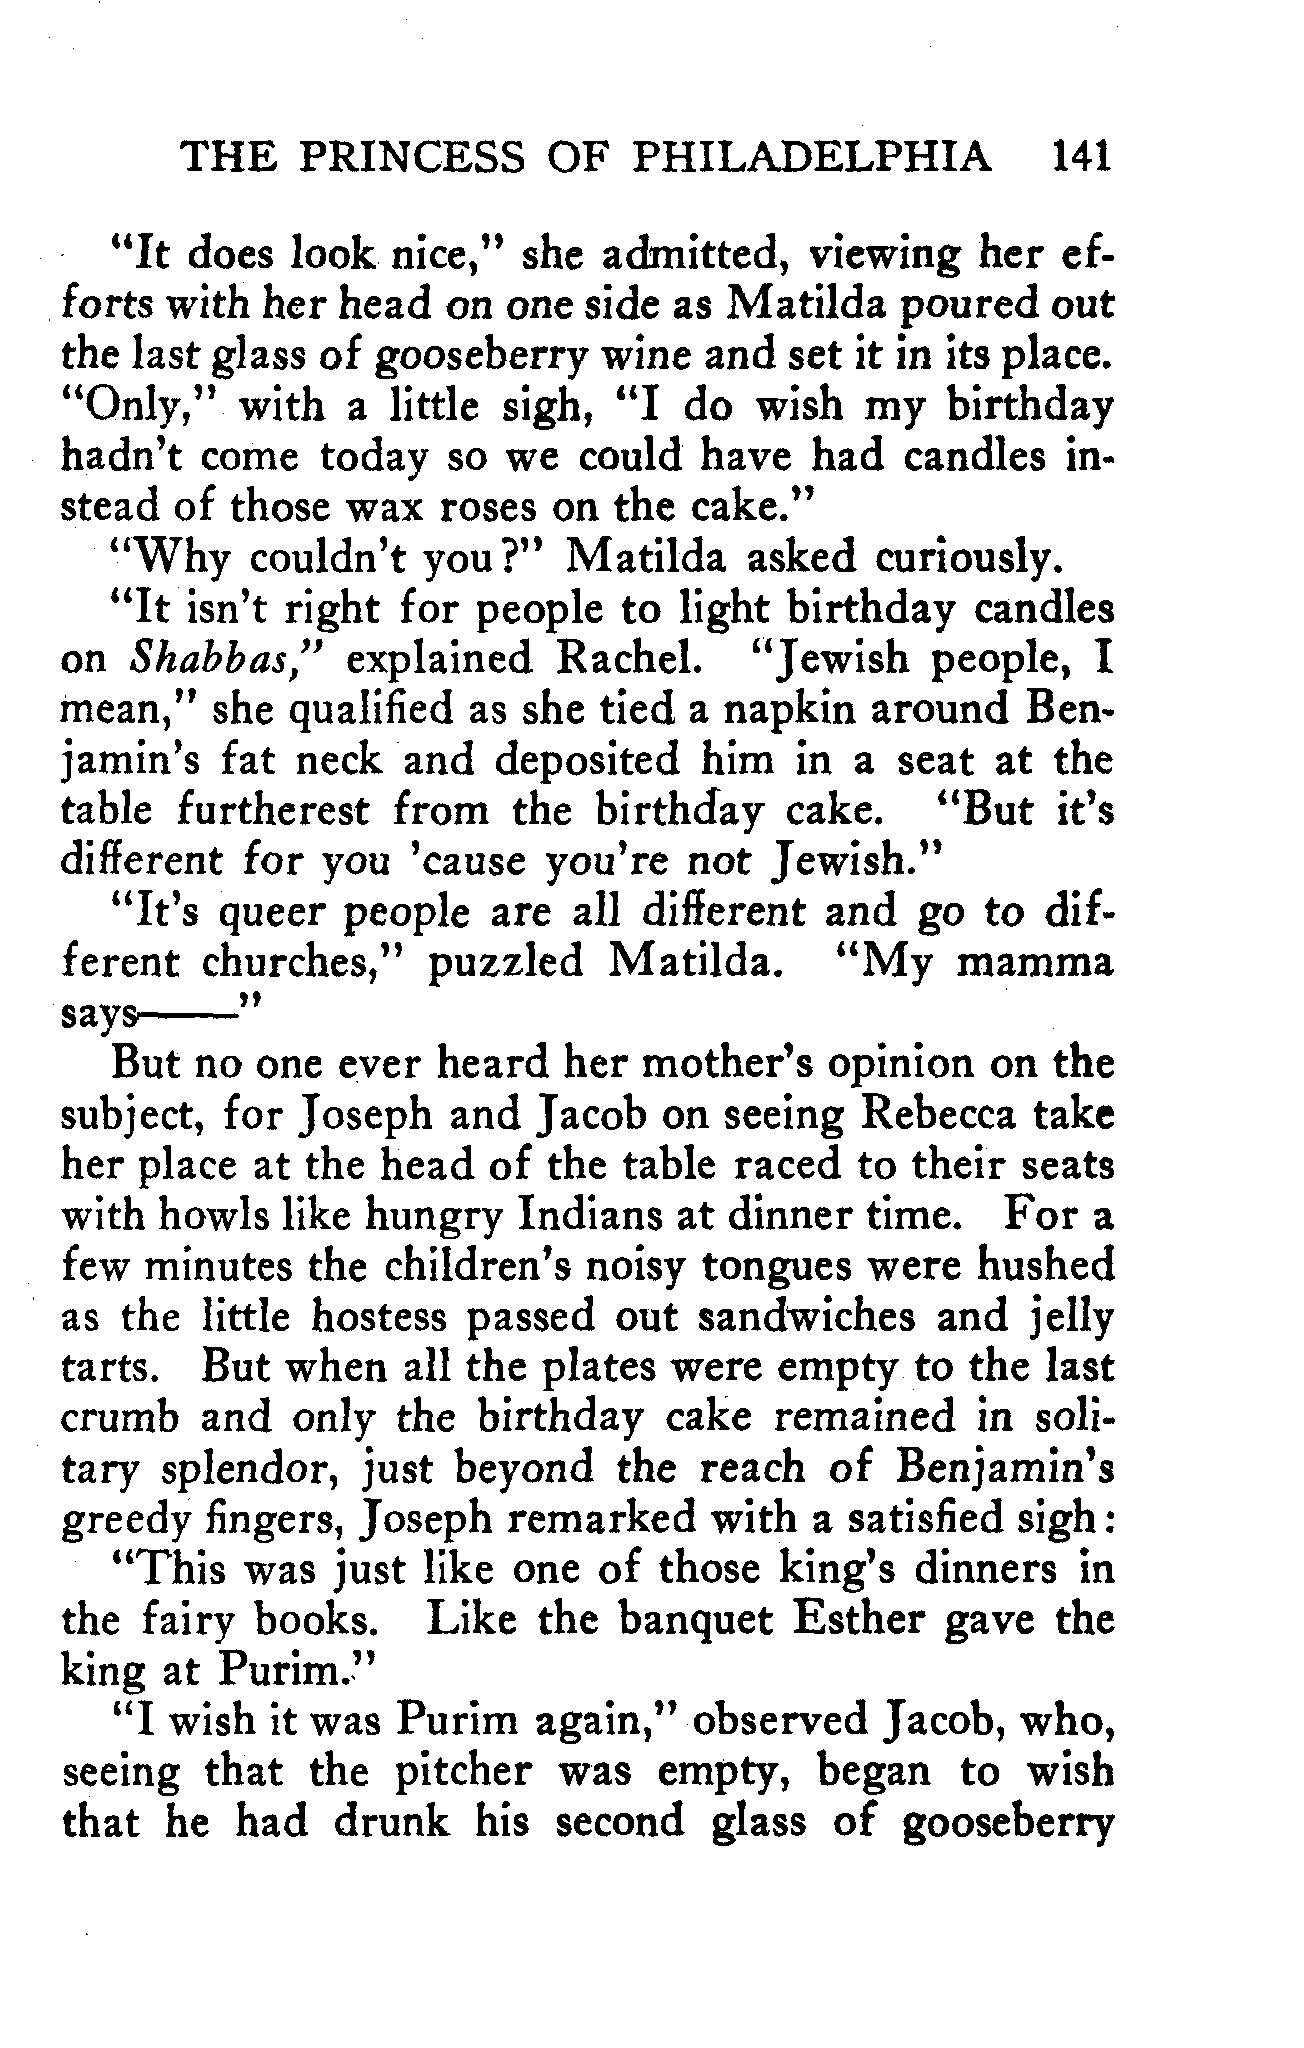 THE PRINCESS OF PHILADELPHIA 141
"It does look nice," she admitted, viewing her ef-
forts with her head on one side as Matilda poured out
the last glass of gooseberry wine and set it in its place.
"Only," with a little sigh, "I do wish my birthday
hadn't come today so we could have had candles in-
stead of those wax roses on the cake."
"Why couldn't you?" Matilda asked curiously.
"It isn't right for people to light birthday candles
on Shabbas," explained Rachel. "Jewish people, I
mean," she qualified as she tied a napkin around Ben-
jamin's fat neck and deposited him in a seat at the
table furtherest from the birthday cake. "But it's
different for you 'cause you're not Jewish."
"It's queer people are all different and go to dif-
ferent churches," puzzled Matilda. "My mamma
says——"
But no one ever heard her mother's opinion on the
subject, for Joseph and Jacob on seeing Rebecca take
her place at the head of the table raced to their seats
with howls like hungry Indians at dinner time. For a
few minutes the children's noisy tongues were hushed
as the little hostess passed out sandwiches and jelly
tarts. But when all the plates were empty to the last
crumb and only the birthday cake remained in soli-
tary splendor, just beyond the reach of Benjamin's
greedy fingers, Joseph remarked with a satisfied sigh:
"This was just like one of those king's dinners in
the fairy books. Like the banquet Esther gave the
king at Purim."
"I wish it was Purim again," observed Jacob, who,
seeing that the pitcher was empty, began to wish
that he had drunk his second glass of gooseberry